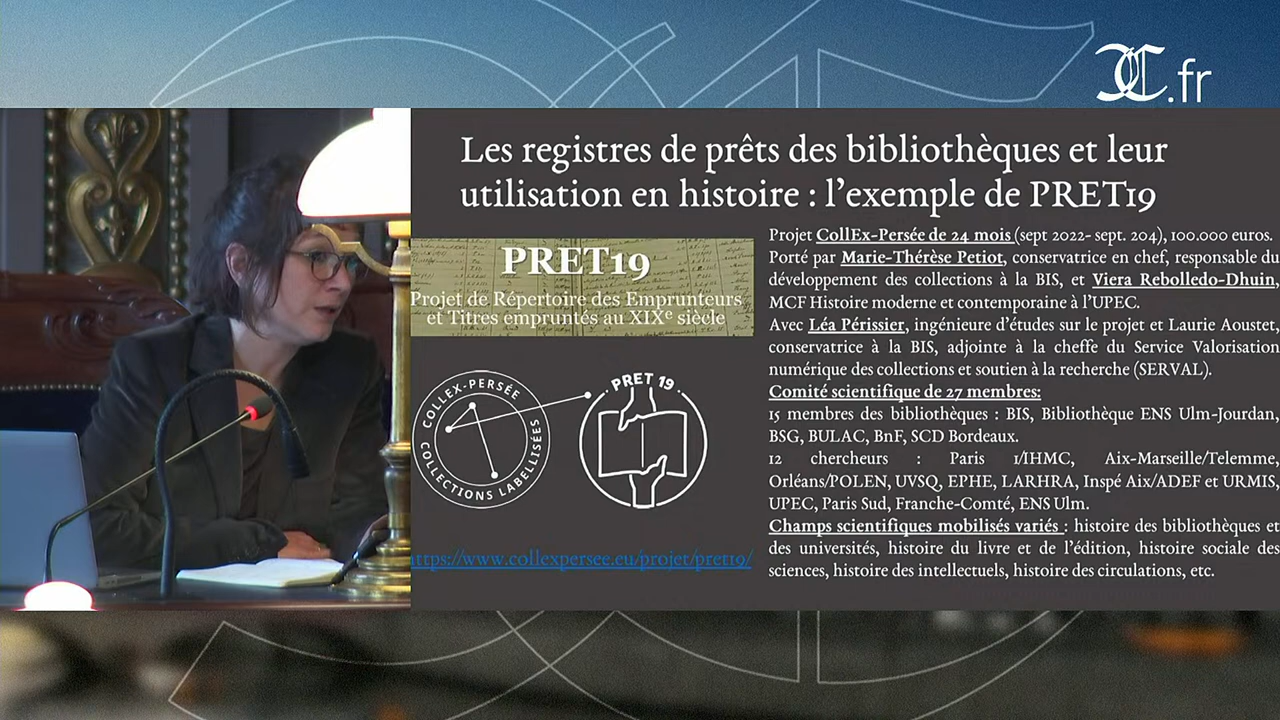 .fr
Les registres de prêts des bibliothèques et leur
utilisation en histoire : l’exemple de PRET19
PRET19
Projet de Répertoire des Emprunteurs
et Titres empruntés au XIXe siècle
COLLEX-PERSÉE
COLLECTIONS LABELLISÉES
PRET 19
ttps://www.collexpersee.eu/projet/pret19/
Projet CollEx-Persée de 24 mois (sept 2022- sept. 204), 100.000 euros.
Porté par Marie-Thérèse Petiot, conservatrice en chef, responsable du
développement des collections à la BIS, et Viera Rebolledo-Dhuin,
MCF Histoire moderne et contemporaine à l’UPEC.
Avec Léa Périssier, ingénieure d’études sur le projet et Laurie Aoustet,
conservatrice à la BIS, adjointe à la cheffe du Service Valorisation
numérique des collections et soutien à la recherche (SERVAL).
Comité scientifique de 27 membres:
15 membres des bibliothèques : BIS, Bibliothèque ENS Ulm-Jourdan,
BSG, BULAC, BnF, SCD Bordeaux.
12 chercheurs : Paris 1/IHMC, Aix-Marseille/Telemme,
Orléans/POLEN, UVSQ, EPHE, LARHRA, Inspé Aix/ADEF et URMIS,
UPEC, Paris Sud, Franche-Comté, ENS Ulm.
Champs scientifiques mobilisés variés : histoire des bibliothèques et
des universités, histoire du livre et de l’édition, histoire sociale des
sciences, histoire des intellectuels, histoire des circulations, etc.